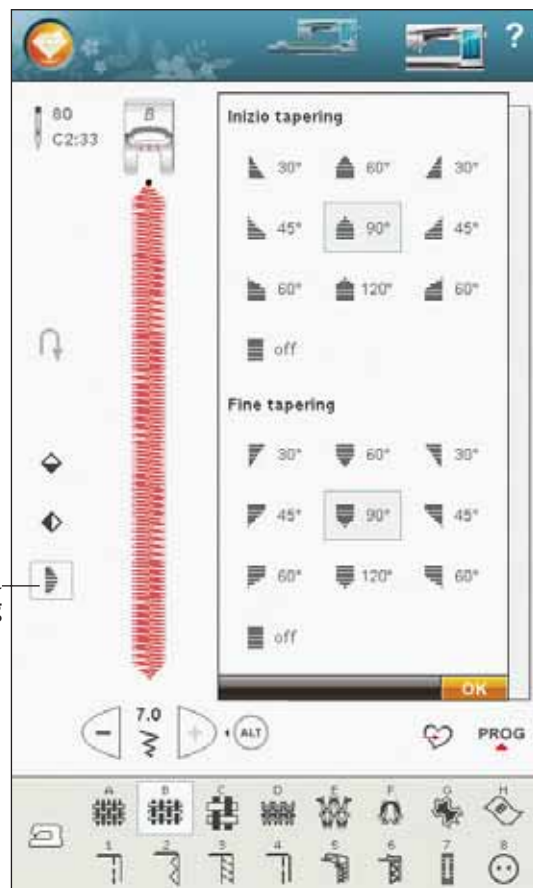 ?
80
C2:33
B
Inizio tapering
30° 60° 30°
45° 90° 45°
60° 120° 60°
off
Fine tapering
30° 60° 30°
45° 90° 45°
60° 120° 60°
off
OK
7.0
ALT
PROG
A B C D E F G H
1 2 3 4 5 6 7 8